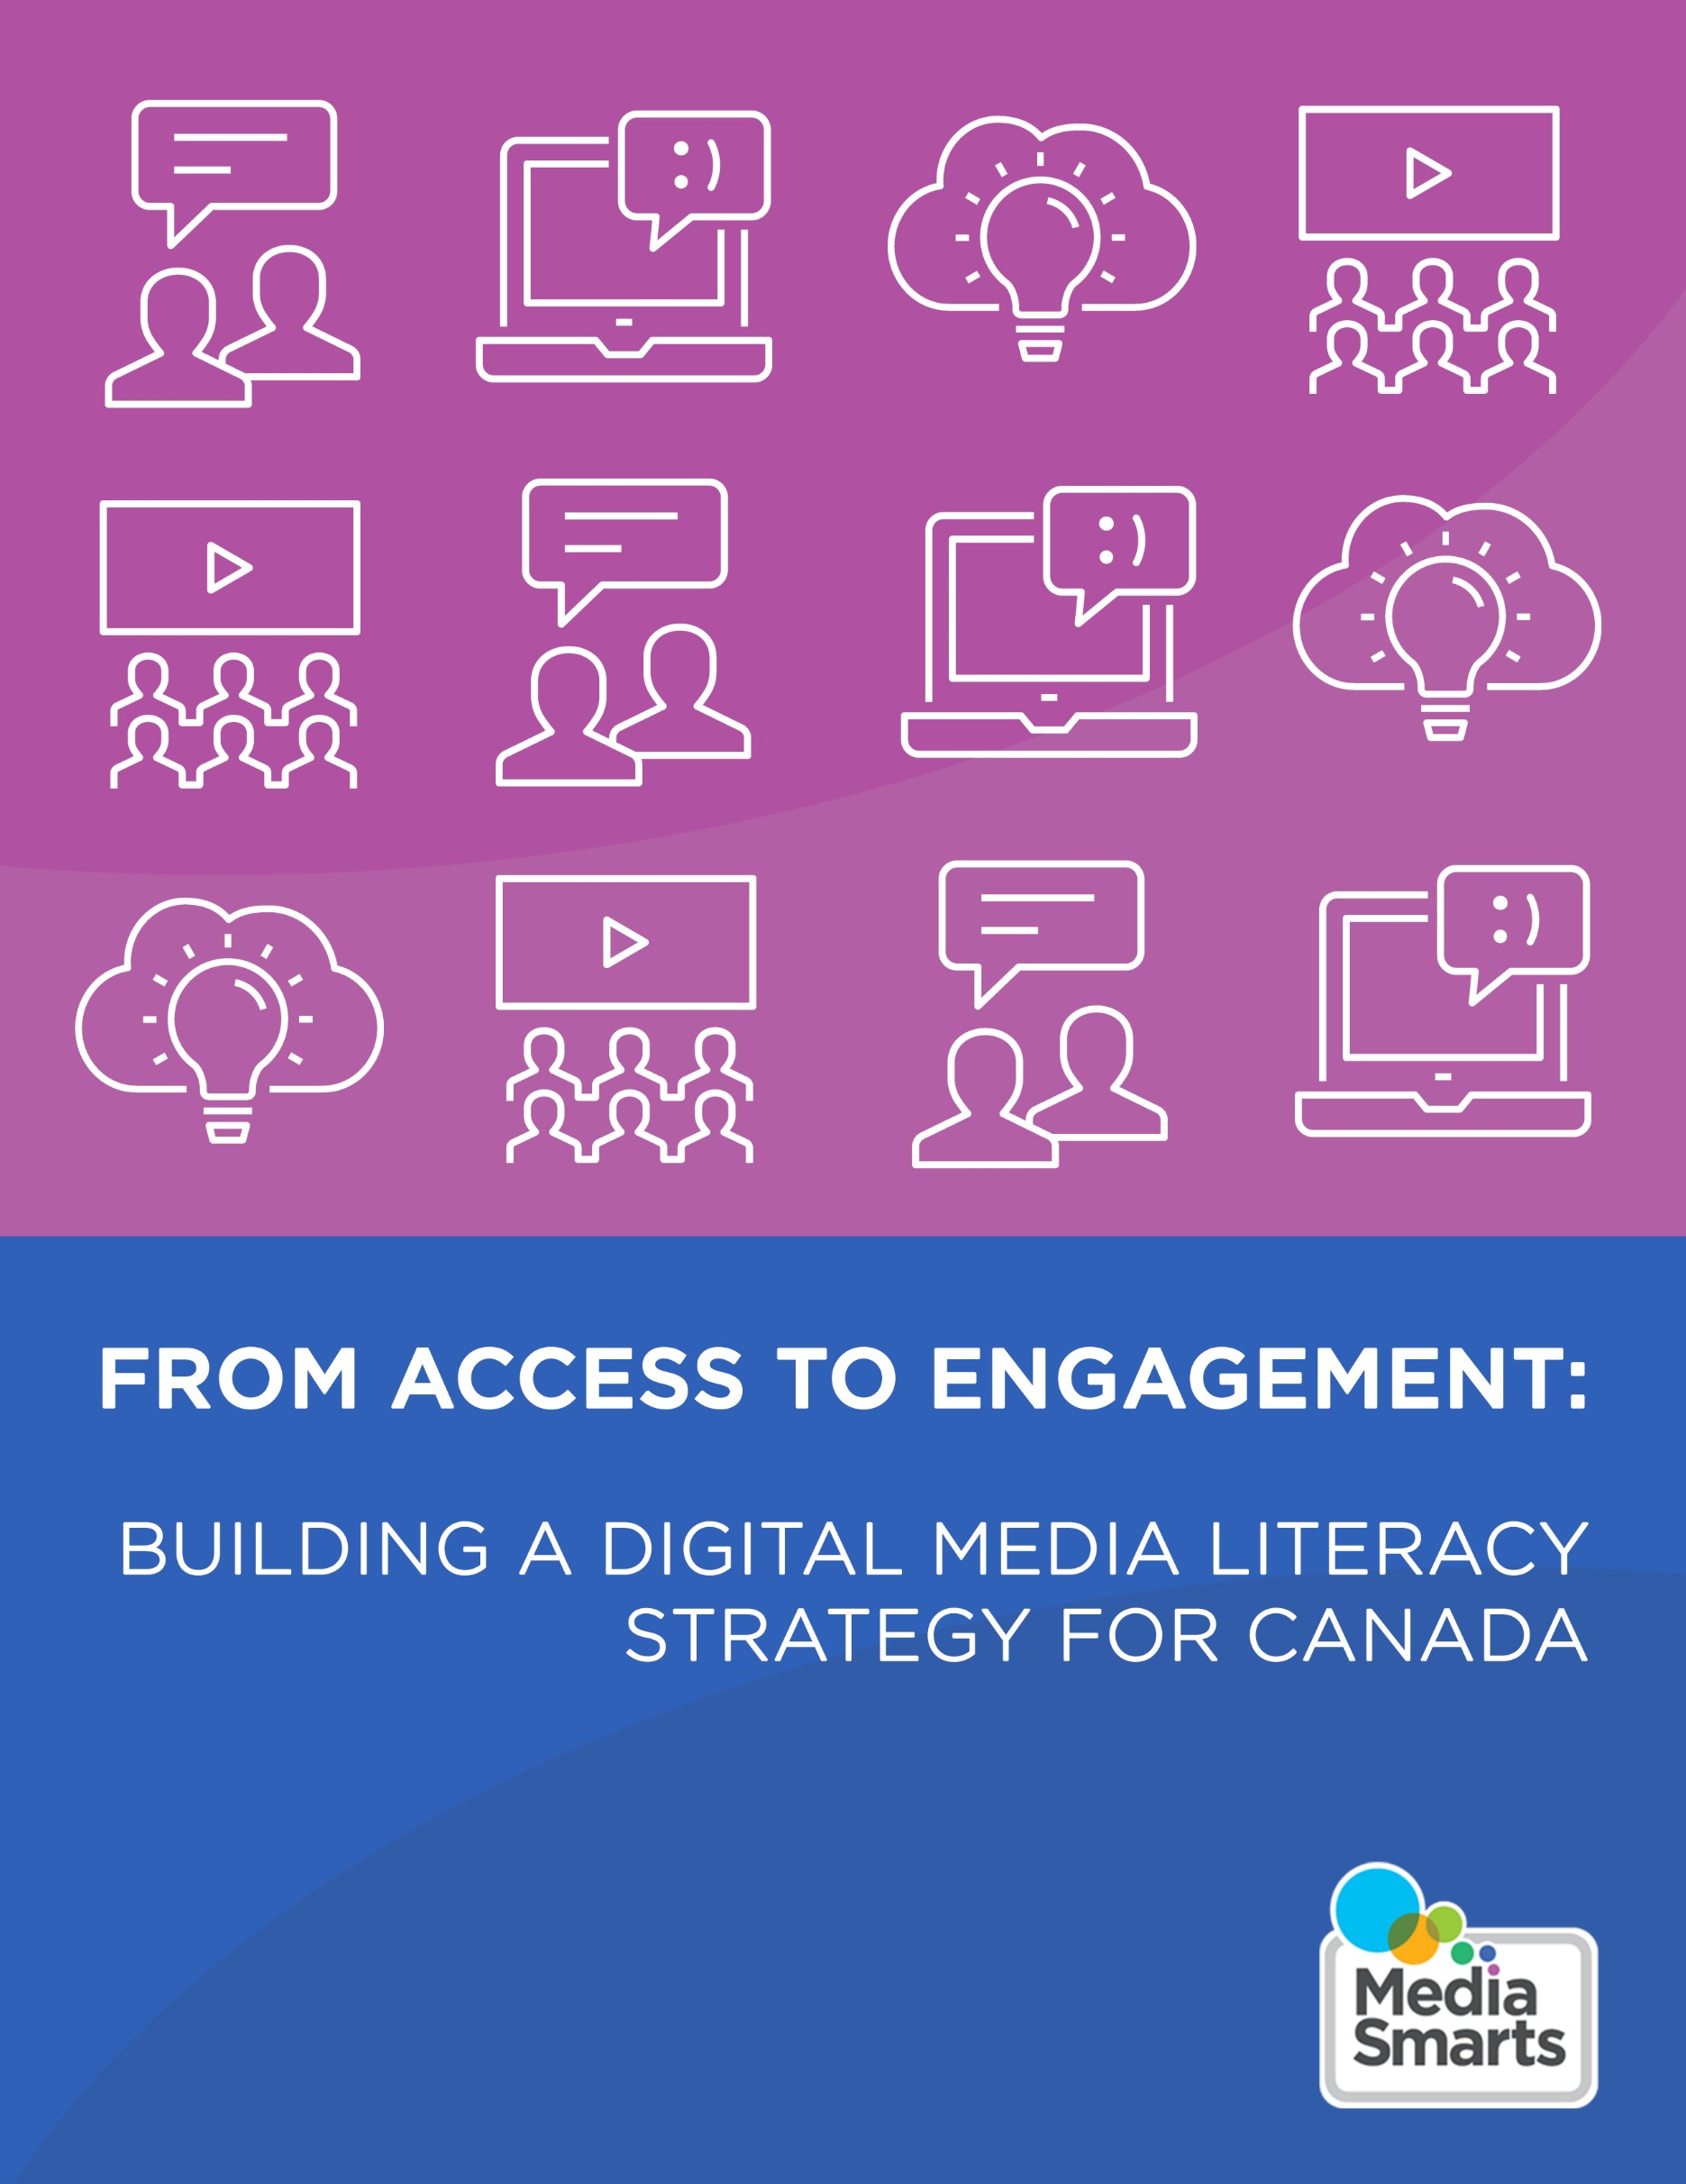 :)
:)
:)
FROM ACCESS TO ENGAGEMENT:
BUILDING A DIGITAL MEDIA LITERACY
STRATEGY FOR CANADA
Media
Smarts